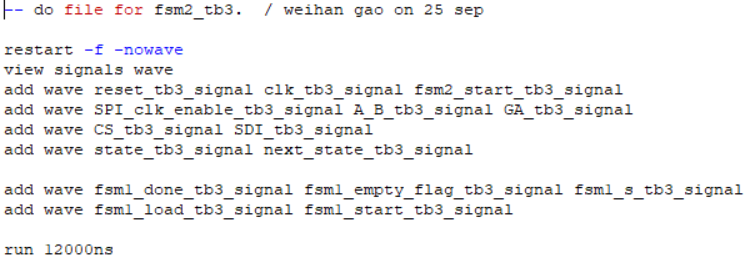 -- do file for fsm2_tb3.  / weihan gao on 25 sep
restart -f -nowave
view signals wave
add wave reset_tb3_signal clk_tb3_signal fsm2_start_tb3_signal
add wave SPI_clk_enable_tb3_signal A_B_tb3_signal GA_tb3_signal
add wave CS_tb3_signal SDI_tb3_signal
add wave state_tb3_signal next_state_tb3_signal
add wave fsm1_done_tb3_signal fsm1_empty_flag_tb3_signal fsm1_s_tb3_signal
add wave fsm1_load_tb3_signal fsm1_start_tb3_signal
run 12000ns